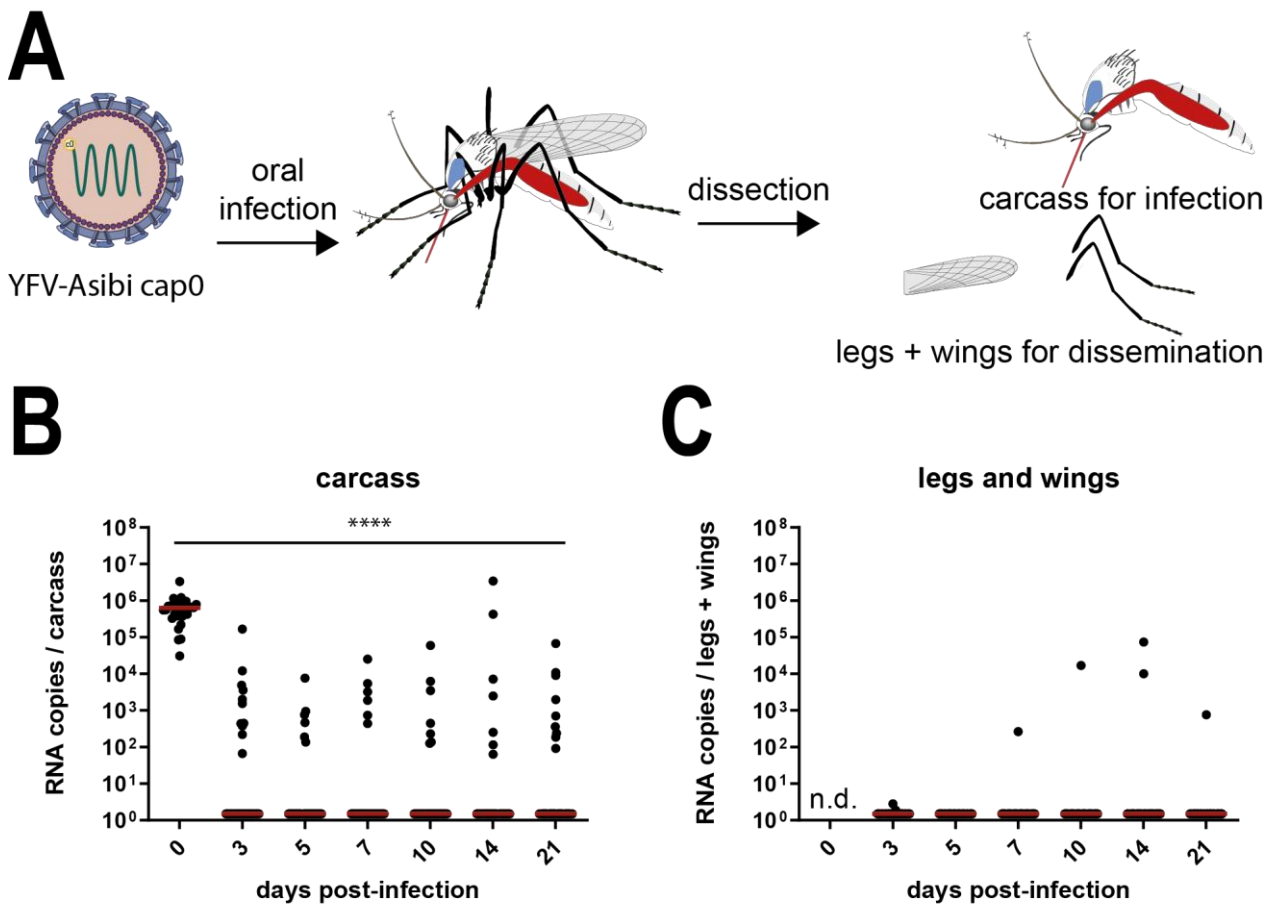 A
oral
infection
dissection
YFV-Asibi cap0
carcass for infection
legs + wings for dissemination
B
carcass
****
RNA copies / carcass
10⁸
10⁷
10⁶
10⁵
10⁴
10³
10²
10¹
10⁰
0 3 5 7 10 14 21
days post-infection
C
legs and wings
RNA copies / legs + wings
10⁸
10⁷
10⁶
10⁵
10⁴
10³
10²
10¹
10⁰
n.d.
0 3 5 7 10 14 21
days post-infection